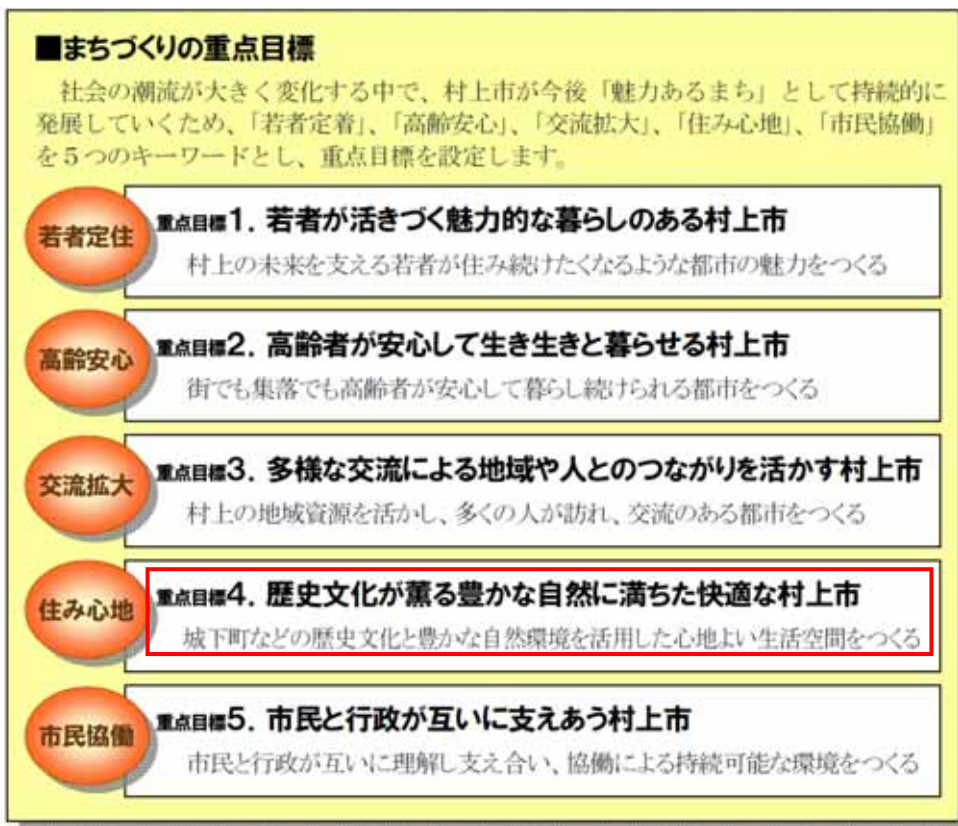 ■まちづくりの重点目標
社会の潮流が大きく変化する中で、村上市が今後「魅力あるまち」として持続的に
発展していくため、「若者定着」、「高齢安心」、「交流拡大」、「住み心地」、「市民協働」
を５つのキーワードとし、重点目標を設定します。
若者定住
重点目標1．若者が活きづく魅力的な暮らしのある村上市
村上の未来を支える若者が住み続けたくなるような都市の魅力をつくる
高齢安心
重点目標2．高齢者が安心して生き生きと暮らせる村上市
街でも集落でも高齢者が安心して暮らし続けられる都市をつくる
交流拡大
重点目標3．多様な交流による地域や人とのつながりを活かす村上市
村上の地域資源を活かし、多くの人が訪れ、交流のある都市をつくる
住み心地
重点目標4．歴史文化が薫る豊かな自然に満ちた快適な村上市
城下町などの歴史文化と豊かな自然環境を活用した心地よい生活空間をつくる
市民協働
重点目標5．市民と行政が互いに支えあう村上市
市民と行政が互いに理解し支え合い、協働による持続可能な環境をつくる